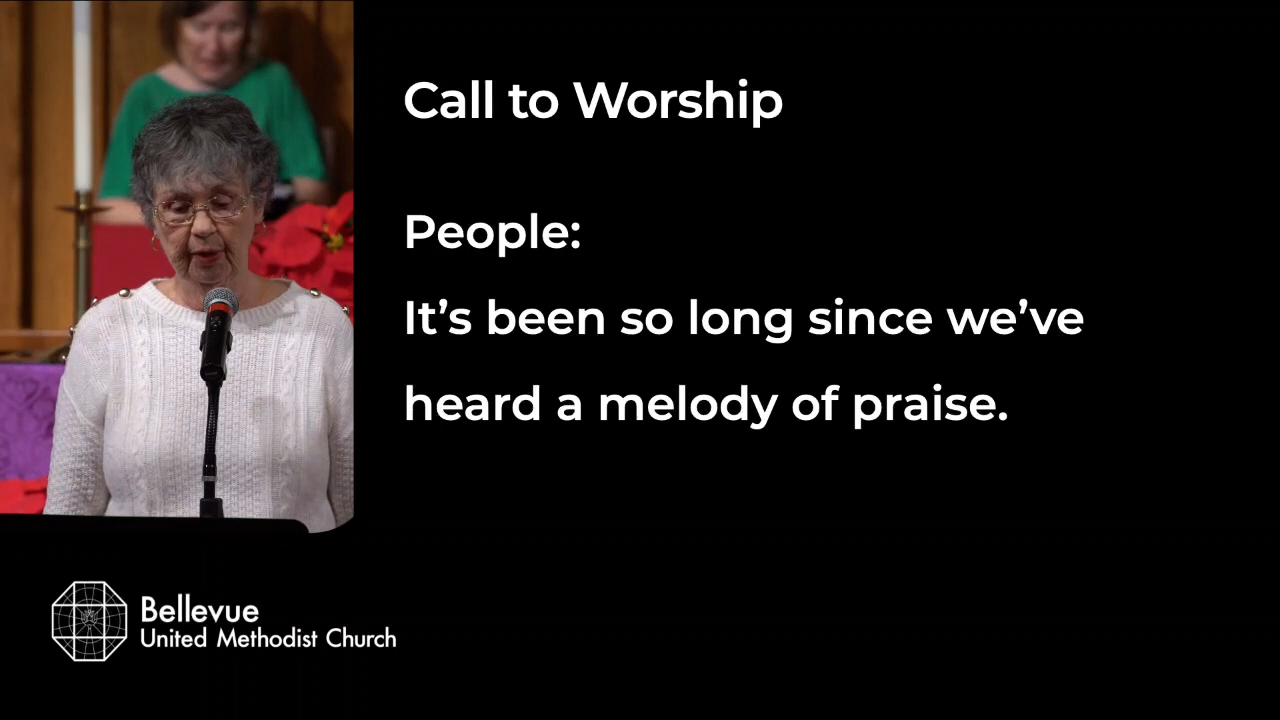 Call to Worship
People:
It’s been so long since we’ve
heard a melody of praise.
Bellevue
United Methodist Church